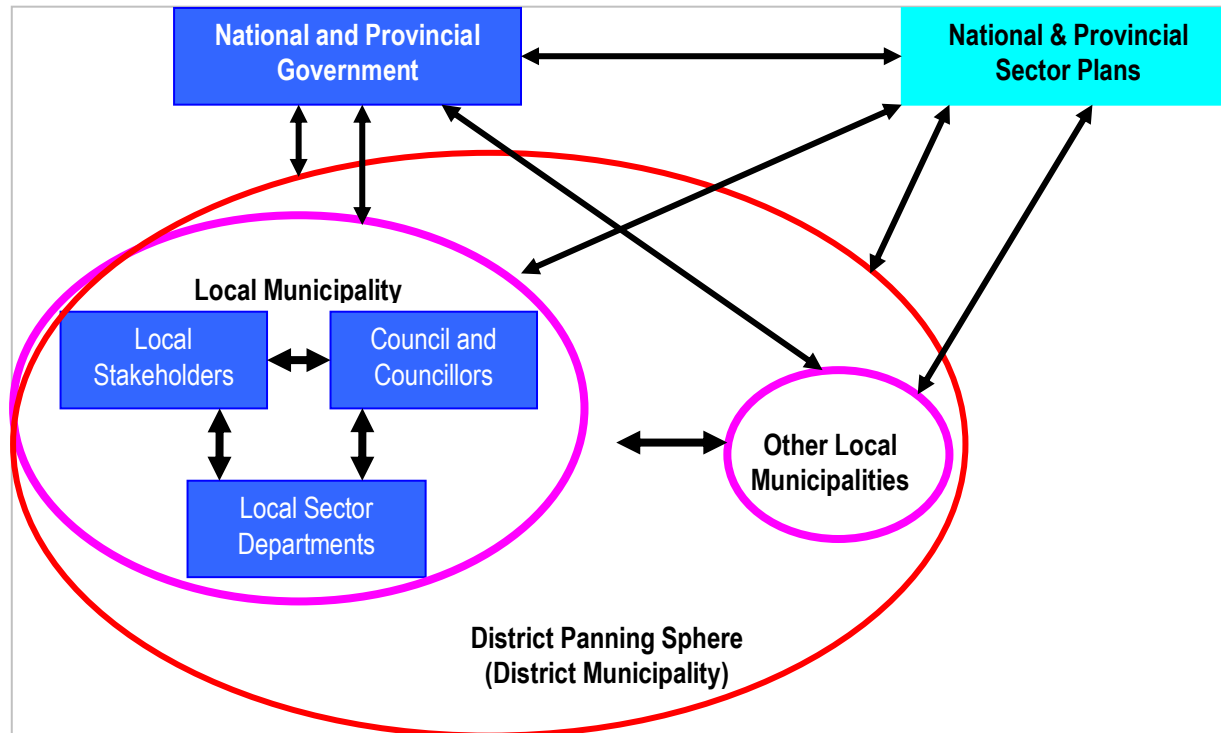 National and Provincial
Government
National & Provincial
Sector Plans
Local Municipality
Local
Stakeholders
Council and
Councillors
Local Sector
Departments
Other Local
Municipalities
District Panning Sphere
(District Municipality)